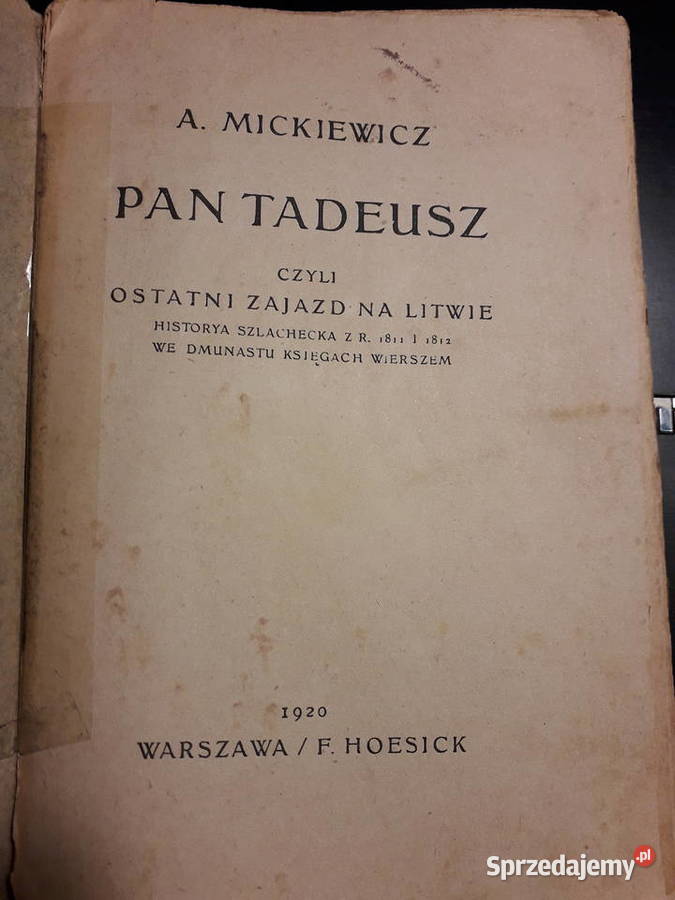 A. MICKIEWICZ
PAN TADEUSZ
CZYLI
OSTATNI ZAJAZD NA LITWIE
HISTORYA SZLACHECKA Z R. 1811 I 1812
WE DMUNASTU KSIĘGACH WIERSZEM
1920
WARSZAWA / F. HOESICK
Sprzedajemy.pl